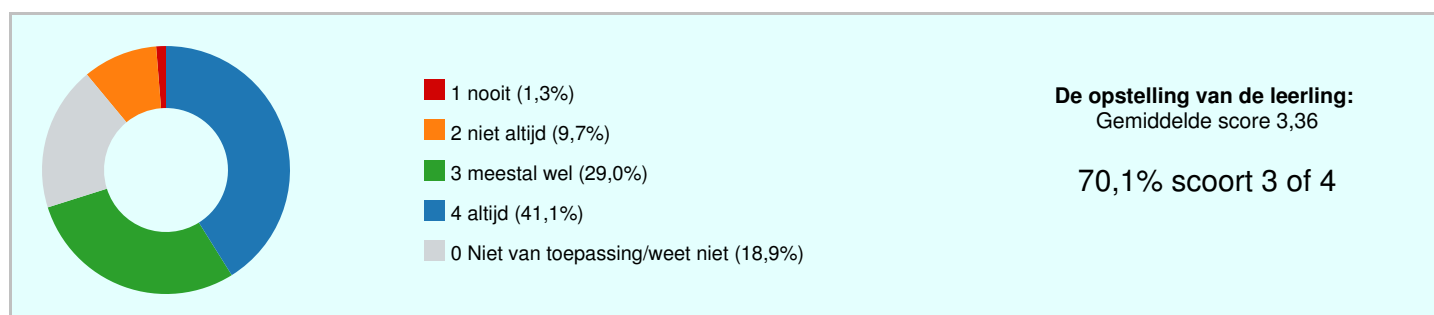 1 nooit (1,3%)
2 niet altijd (9,7%)
3 meestal wel (29,0%)
4 altijd (41,1%)
0 Niet van toepassing/weet niet (18,9%)
De opstelling van de leerling:
Gemiddelde score 3,36
70,1% scoort 3 of 4